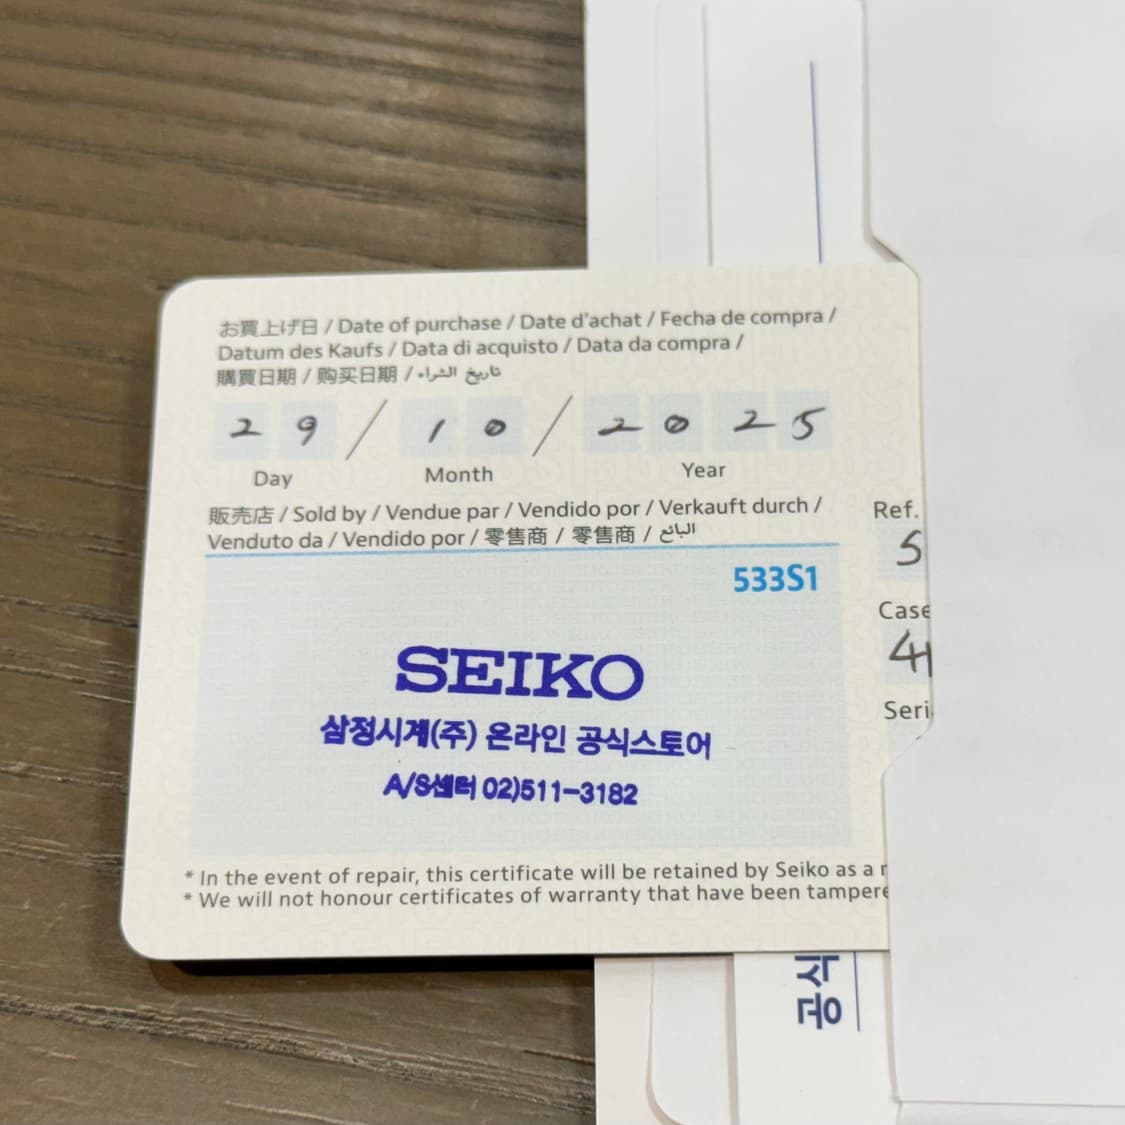 お買上げ日 / Date of purchase / Date d'achat / Fecha de compra /
Datum des Kaufs / Data di acquisto / Data da compra /
購買日期 / 购买日期 / تاريخ الشراء
29 / 10 / 2025
Day Month Year
販売店 / Sold by / Vendue par / Vendido por / Verkauft durch /
Venduto da / Vendido por / 零售商 / 零售商 / البائع
533S1
SEIKO
삼정시계(주) 온라인 공식스토어
A/S센터 02)511-3182
* In the event of repair, this certificate will be retained by Seiko as a r
* We will not honour certificates of warranty that have been tampere
Ref.
S
Case
4
Seri
공식